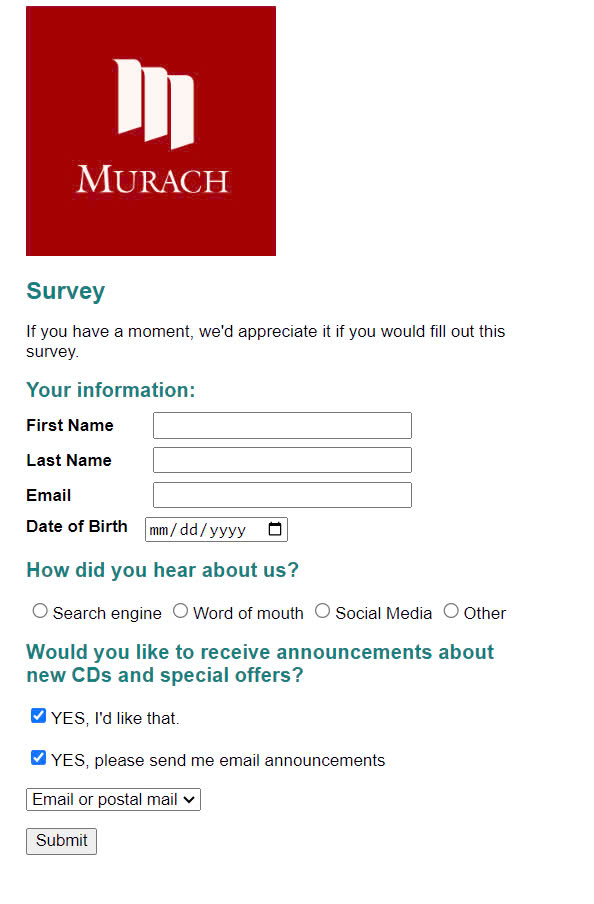 MURACH
Survey
If you have a moment, we'd appreciate it if you would fill out this
survey.
Your information:
First Name
Last Name
Email
Date of Birth mm/dd/yyyy
How did you hear about us?
Search engine Word of mouth Social Media Other
Would you like to receive announcements about
new CDs and special offers?
YES, I'd like that.
YES, please send me email announcements
Email or postal mail
Submit